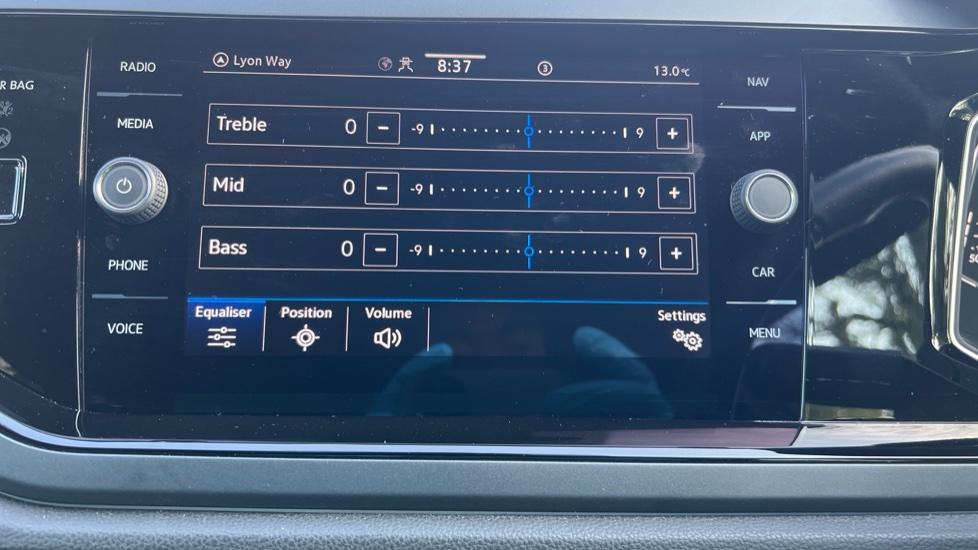 R BAG
RADIO
MEDIA
PHONE
VOICE
Lyon Way
8:37
3
13.0°C
Treble 0 - -9 9 +
Mid 0 - -9 9 +
Bass 0 - -9 9 +
Equaliser Position Volume Settings
NAV
APP
CAR
MENU